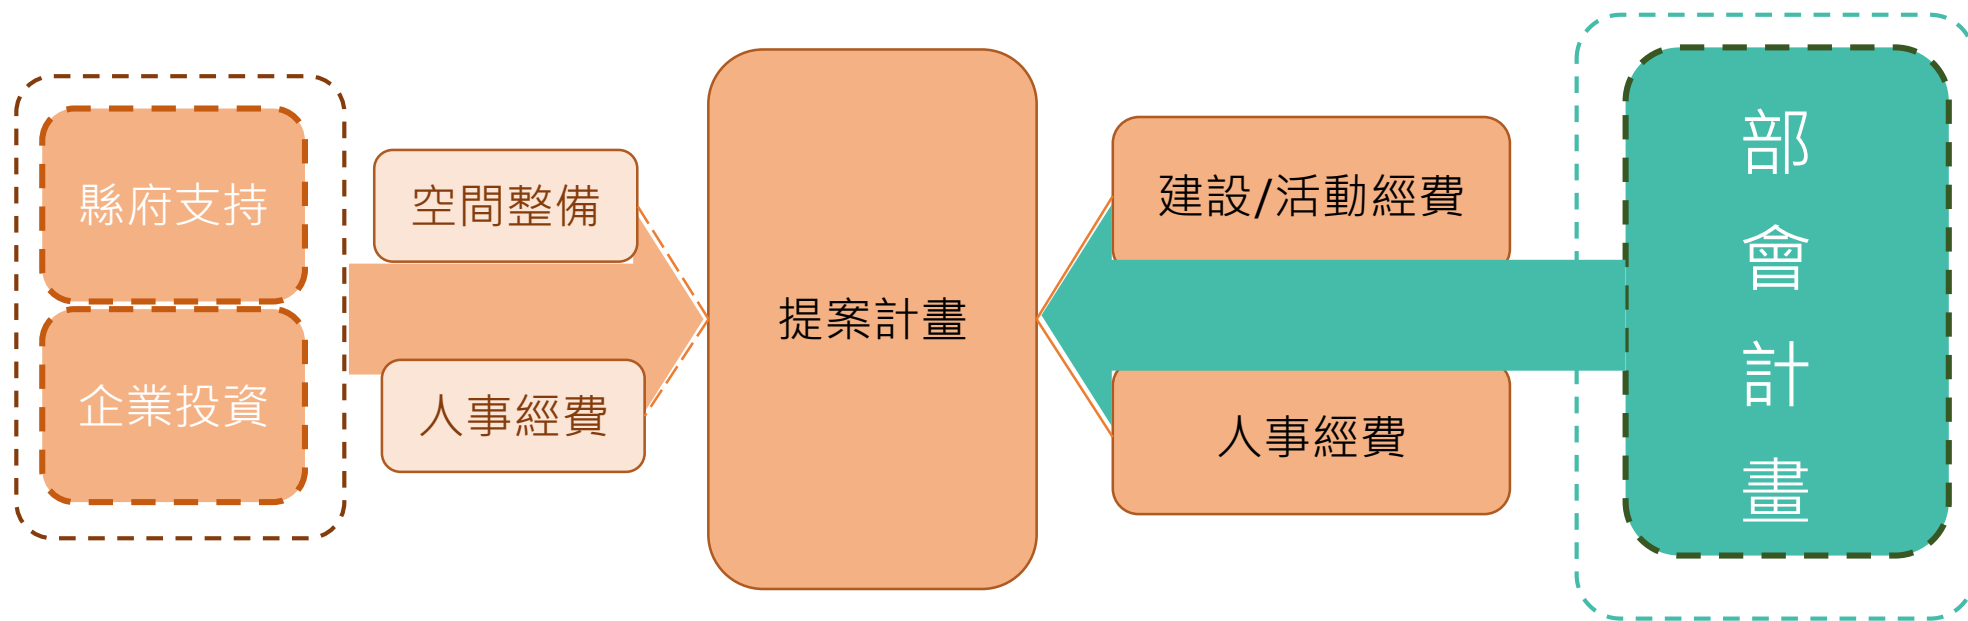 縣府支持
企業投資
空間整備
人事經費
提案計畫
建設/活動經費
人事經費
部
會
計
畫